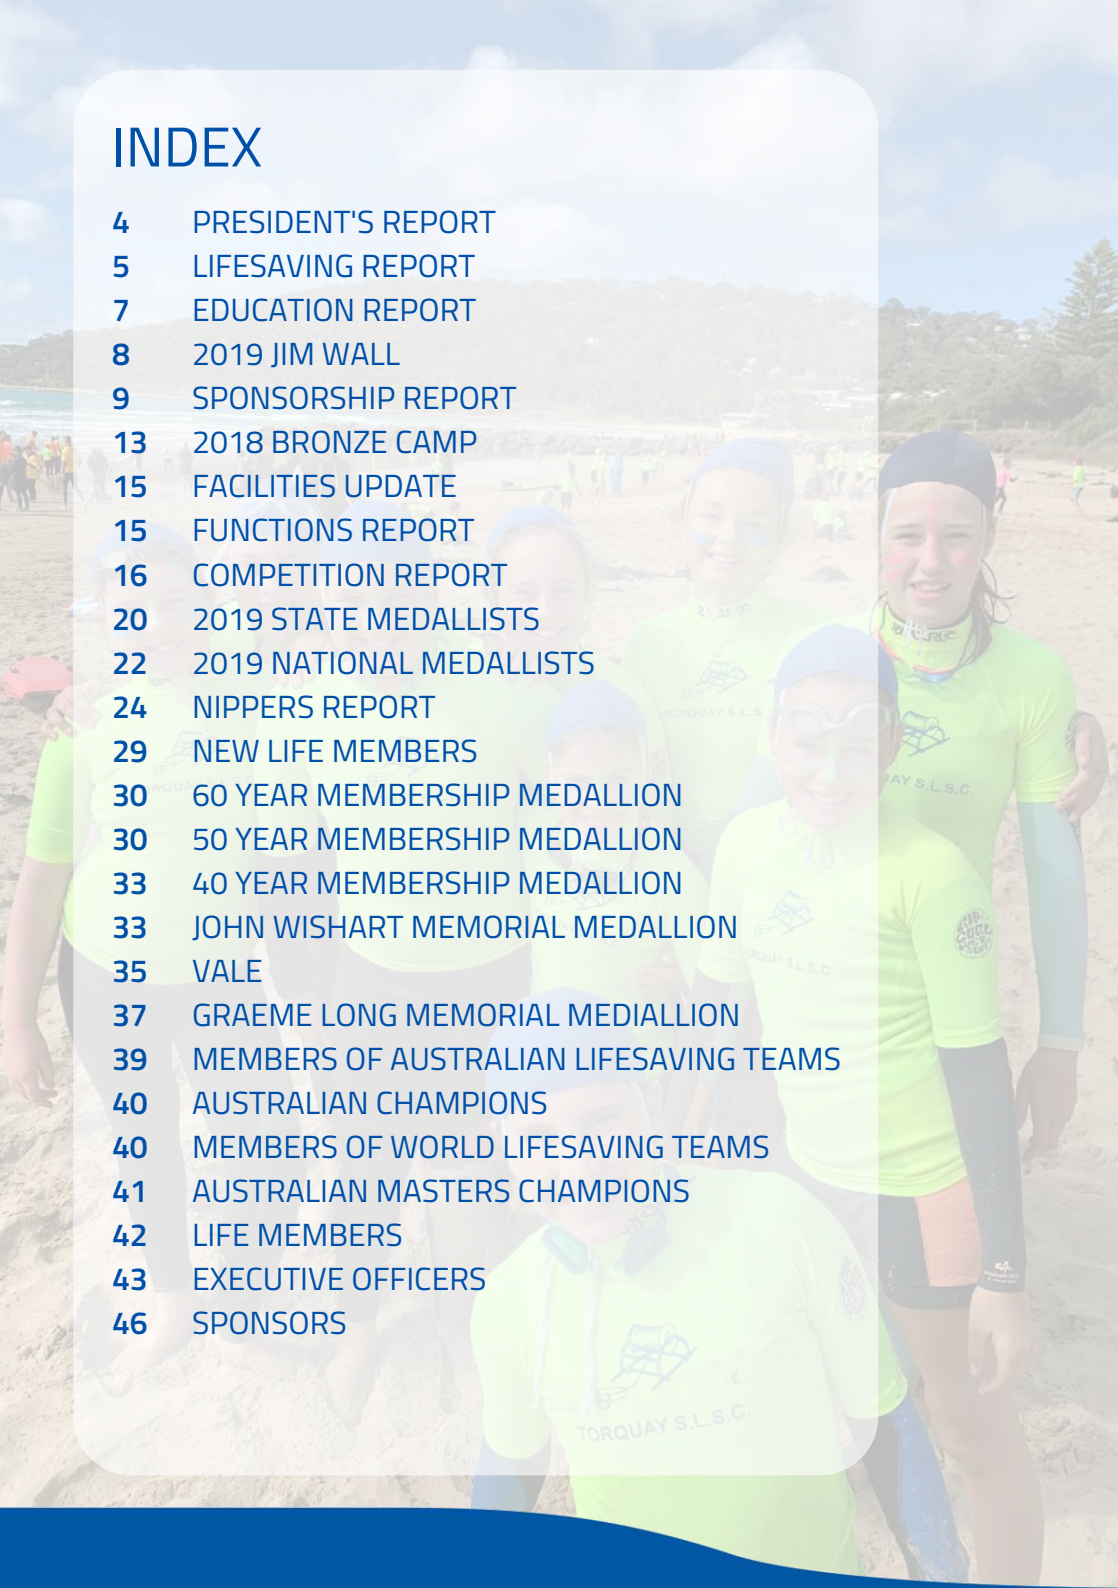 INDEX
4 PRESIDENT'S REPORT
5 LIFESAVING REPORT
7 EDUCATION REPORT
8 2019 JIM WALL
9 SPONSORSHIP REPORT
13 2018 BRONZE CAMP
15 FACILITIES UPDATE
15 FUNCTIONS REPORT
16 COMPETITION REPORT
20 2019 STATE MEDALLISTS
22 2019 NATIONAL MEDALLISTS
24 NIPPERS REPORT
29 NEW LIFE MEMBERS
30 60 YEAR MEMBERSHIP MEDALLION
30 50 YEAR MEMBERSHIP MEDALLION
33 40 YEAR MEMBERSHIP MEDALLION
33 JOHN WISHART MEMORIAL MEDALLION
35 VALE
37 GRAEME LONG MEMORIAL MEDIALLION
39 MEMBERS OF AUSTRALIAN LIFESAVING TEAMS
40 AUSTRALIAN CHAMPIONS
40 MEMBERS OF WORLD LIFESAVING TEAMS
41 AUSTRALIAN MASTERS CHAMPIONS
42 LIFE MEMBERS
43 EXECUTIVE OFFICERS
46 SPONSORS
TORQUAY S.L.S.
AY S.L.S.C.
TORQUAY S.L.S.C.
TORQUAY S.L.S.C.